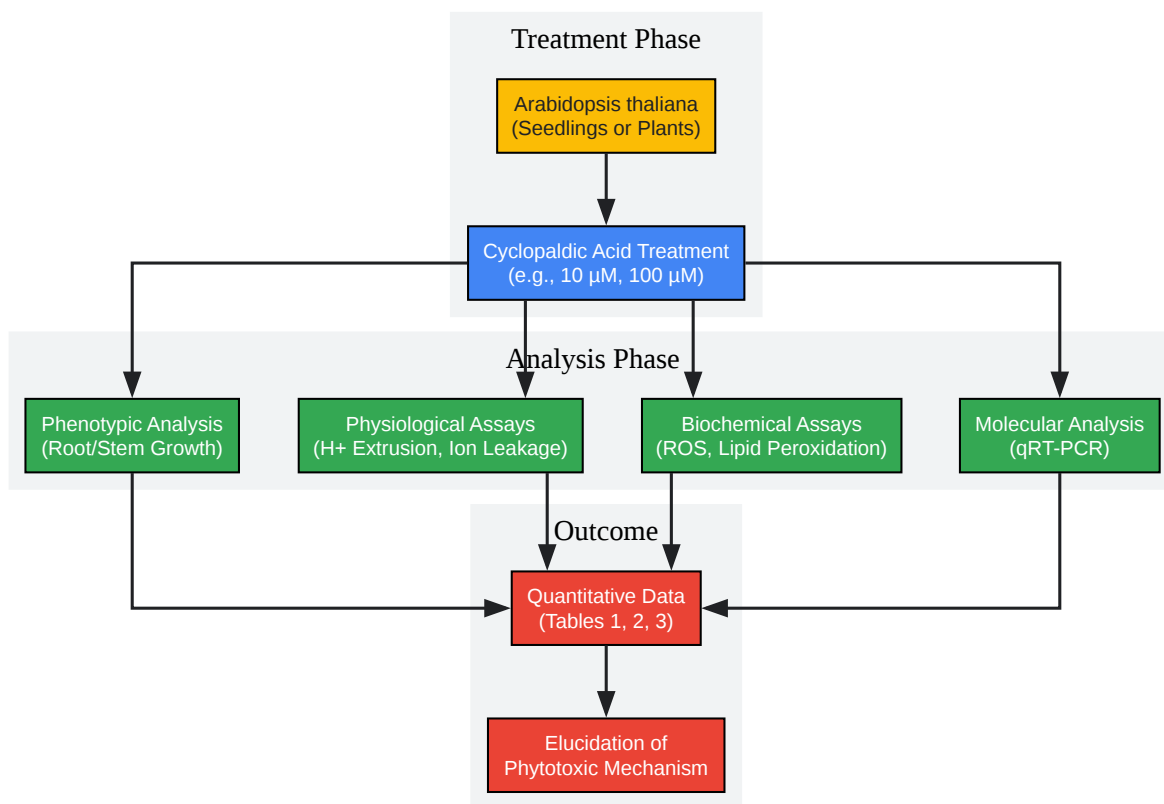 Treatment Phase
Arabidopsis thaliana
(Seedlings or Plants)
Cyclopaldic Acid Treatment
(e.g., 10 µM, 100 µM)
Analysis Phase
Phenotypic Analysis
(Root/Stem Growth)
Physiological Assays
(H+ Extrusion, Ion Leakage)
Biochemical Assays
(ROS, Lipid Peroxidation)
Molecular Analysis
(qRT-PCR)
Outcome
Quantitative Data
(Tables 1, 2, 3)
Elucidation of
Phytotoxic Mechanism